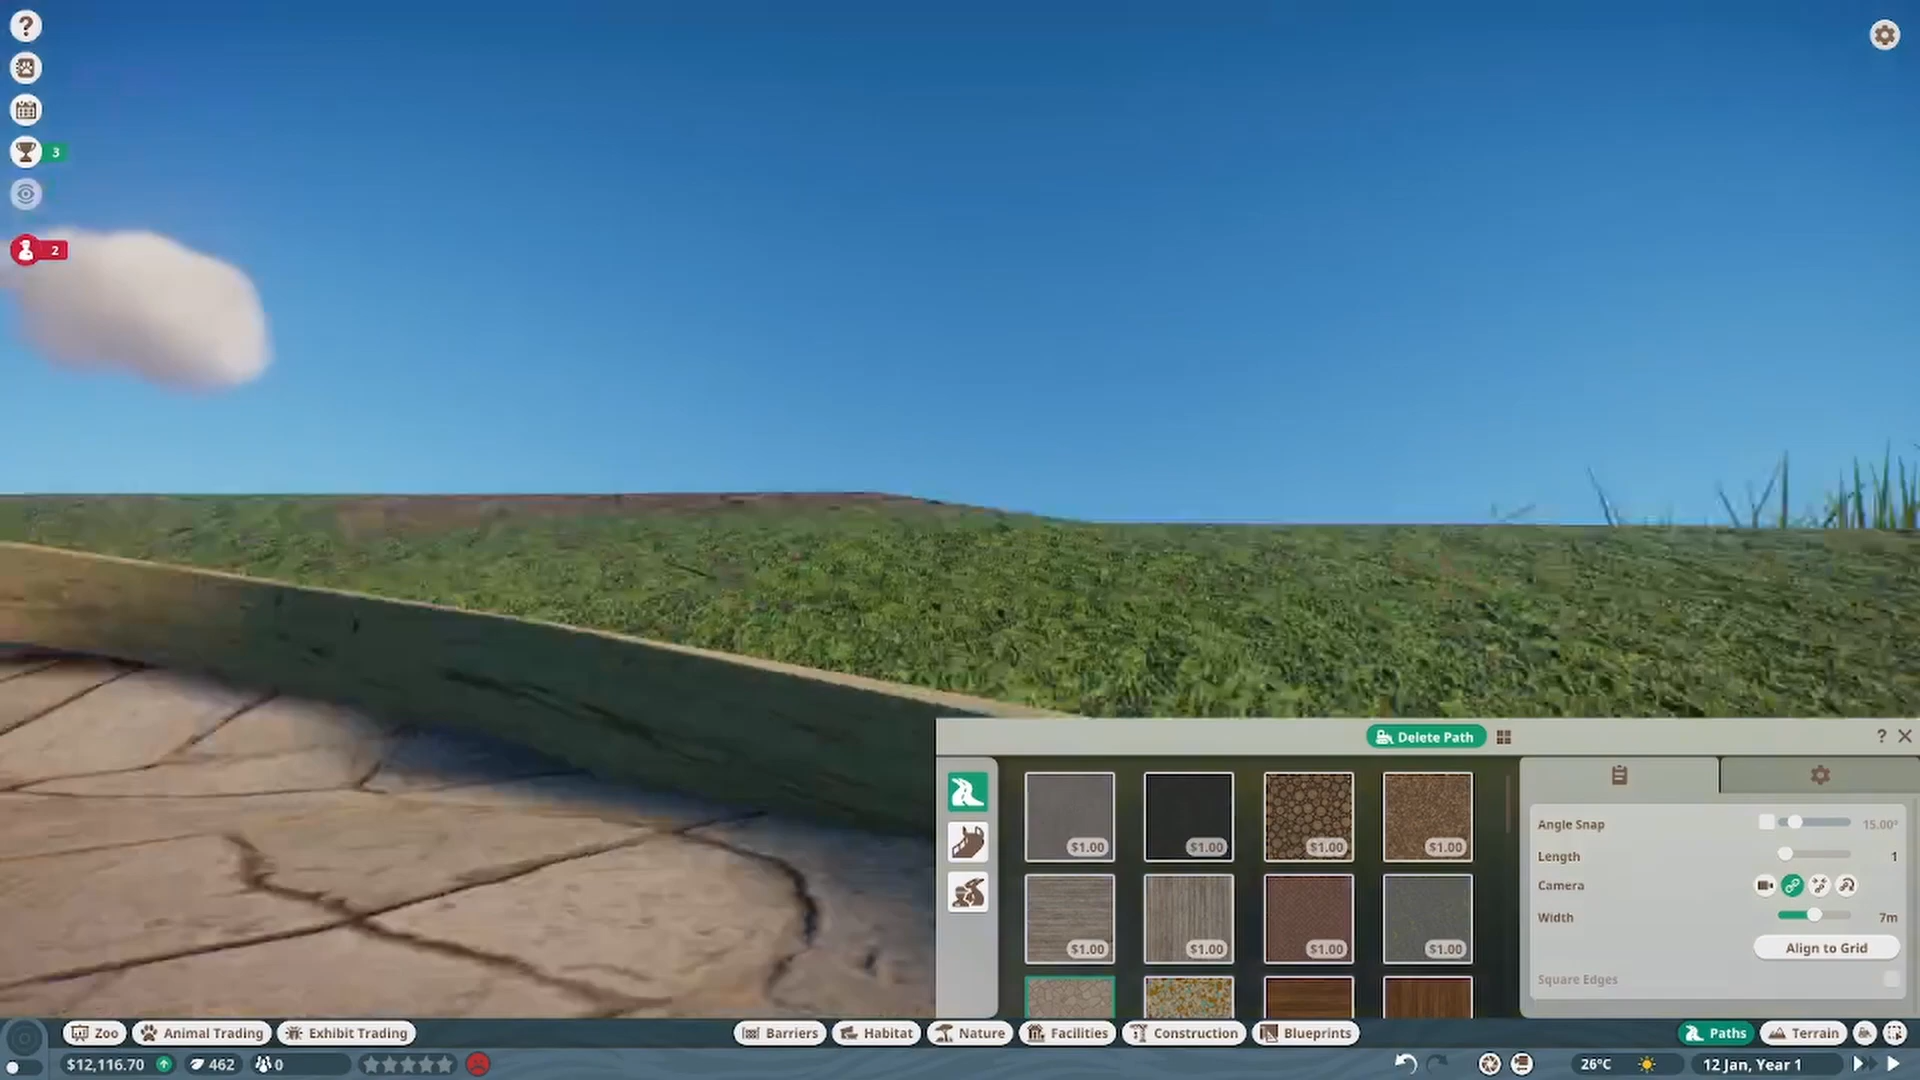 ?
3
2
Delete Path
?
$1.00 $1.00 $1.00 $1.00
$1.00 $1.00 $1.00 $1.00
Angle Snap 15.00°
Length 1
Camera
Width 7m
Align to Grid
Square Edges
Zoo Animal Trading Exhibit Trading Barriers Habitat Nature Facilities Construction Blueprints Paths Terrain
$12,116.70 462 0 26°C 12 Jan, Year 1